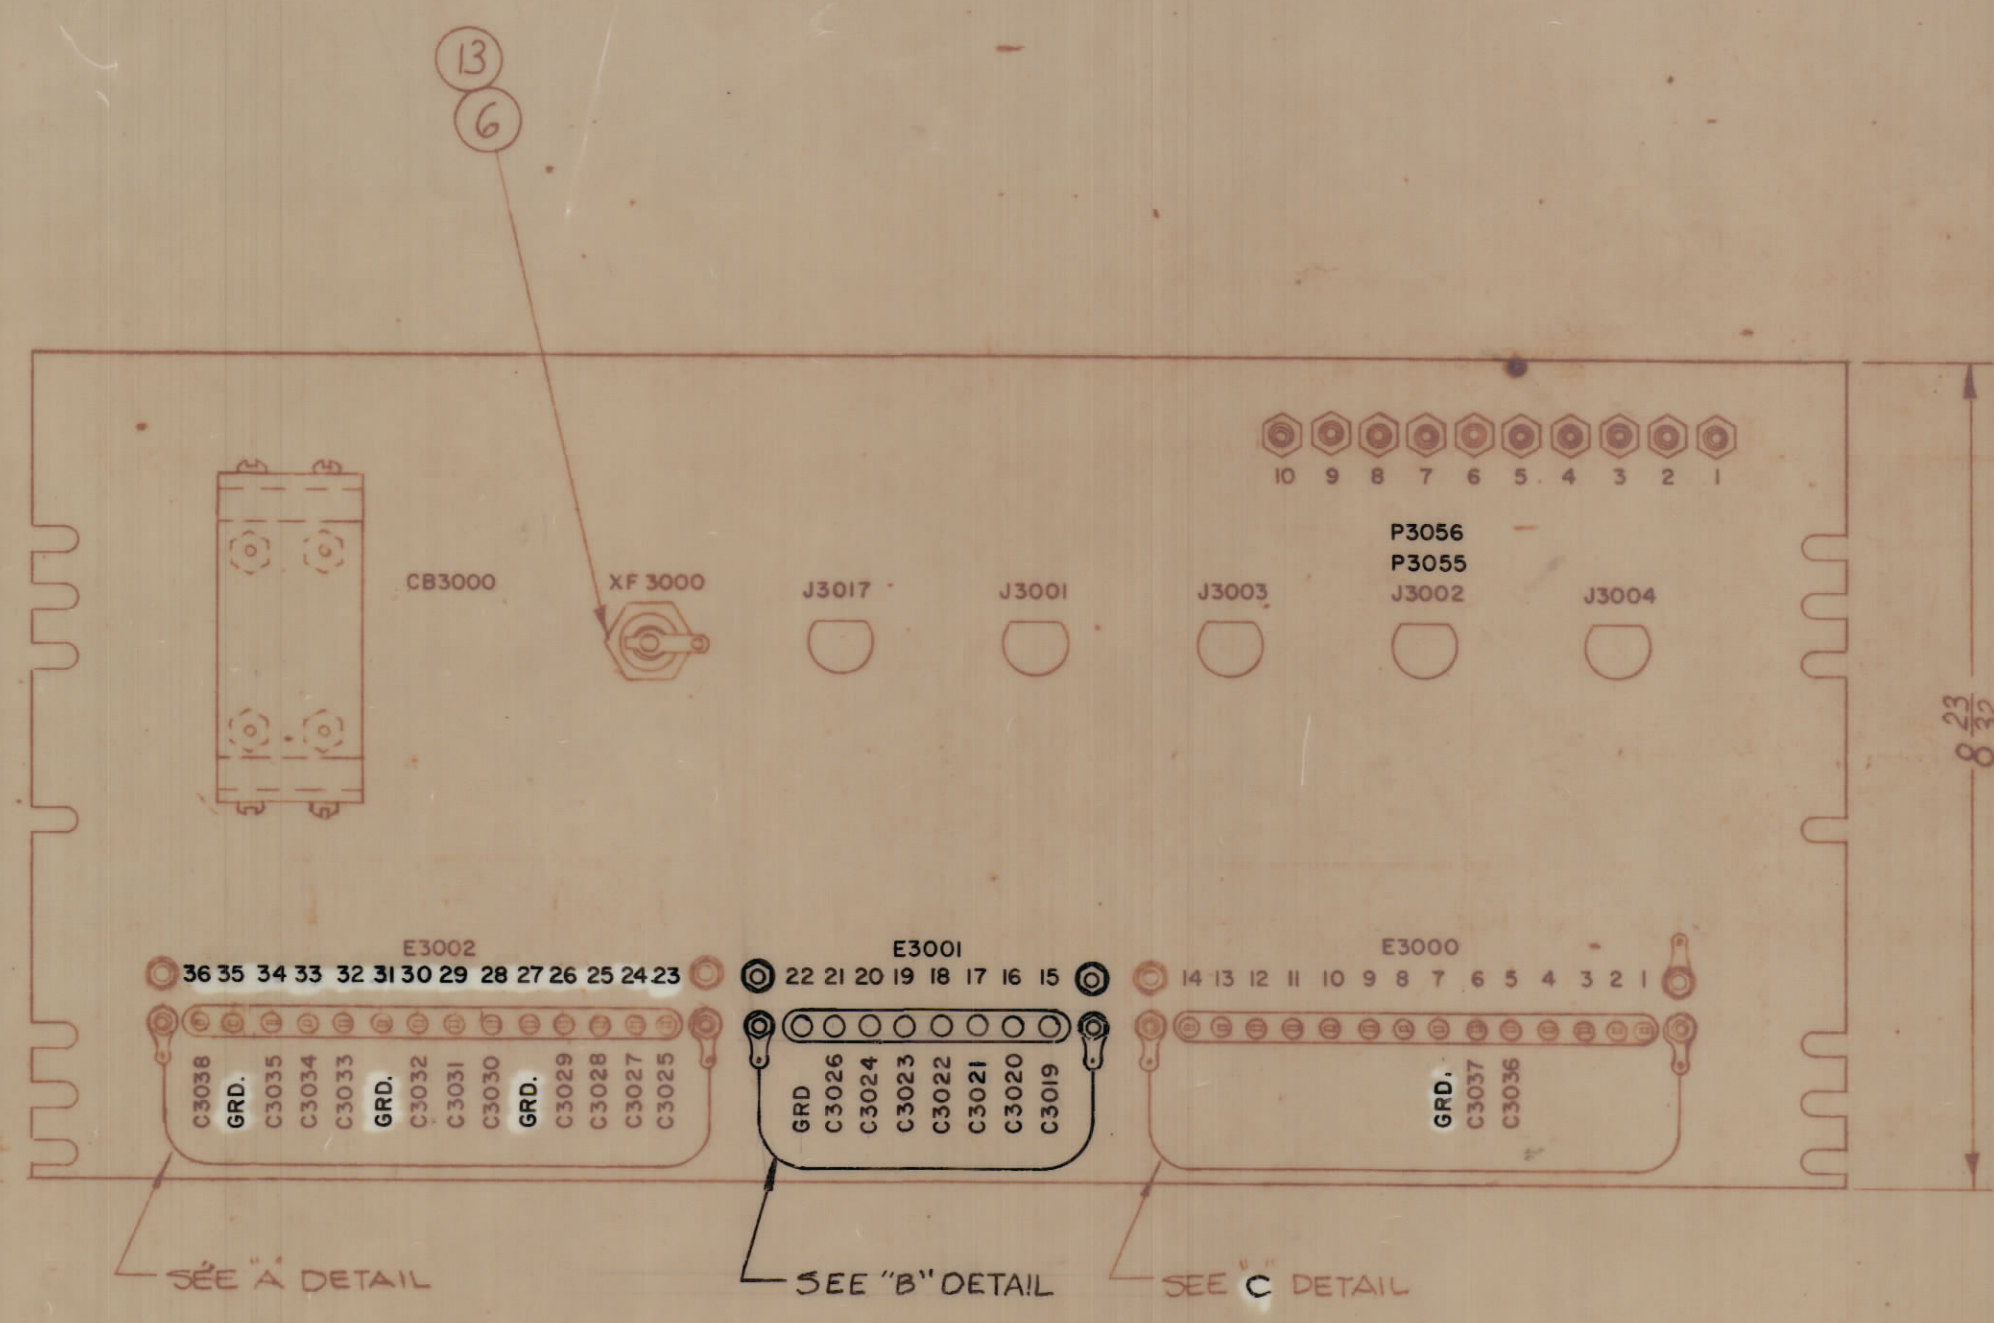 13
6
10 9 8 7 6 5 4 3 2 1
P3056
P3055
CB3000 XF 3000 J3017 J3001 J3003 J3002 J3004
8 23/32
E3002 E3001 E3000
36 35 34 33 32 31 30 29 28 27 26 25 24 23 22 21 20 19 18 17 16 15 14 13 12 11 10 9 8 7 6 5 4 3 2 1
C3038
GRD.
C3035
C3034
C3033
GRD.
C3032
C3031
C3030
GRD.
C3029
C3028
C3027
C3025
GRD
C3026
C3024
C3023
C3022
C3021
C3020
C3019
GRD.
C3037
C3036
SEE "A" DETAIL
SEE "B" DETAIL
SEE "C" DETAIL